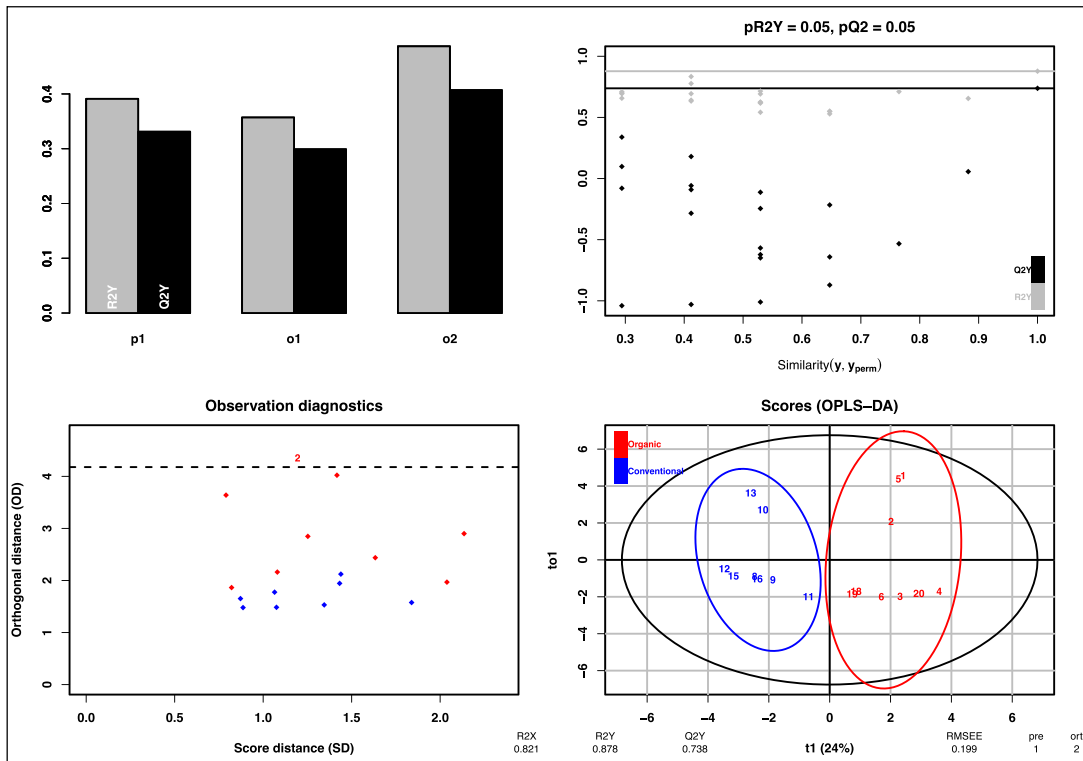 0.0
0.1
0.2
0.3
0.4
R2Y
Q2Y
p1
o1
o2
pR2Y = 0.05, pQ2 = 0.05
1.0
0.5
0.0
−0.5
−1.0
Q2Y
R2Y
0.3 0.4 0.5 0.6 0.7 0.8 0.9 1.0
Similarity(y, yperm)
Observation diagnostics
Orthogonal distance (OD)
4
3
2
1
0
2
0.0 0.5 1.0 1.5 2.0
Score distance (SD)
Scores (OPLS−DA)
Organic
Conventional
to1
6
4
2
0
−2
−4
−6
13
10
12
15
8
16
9
11
5
1
2
19
18
6
3
20
4
−6 −4 −2 0 2 4 6
t1 (24%)
R2X R2Y Q2Y RMSEE pre ort
0.821 0.878 0.738 0.199 1 2